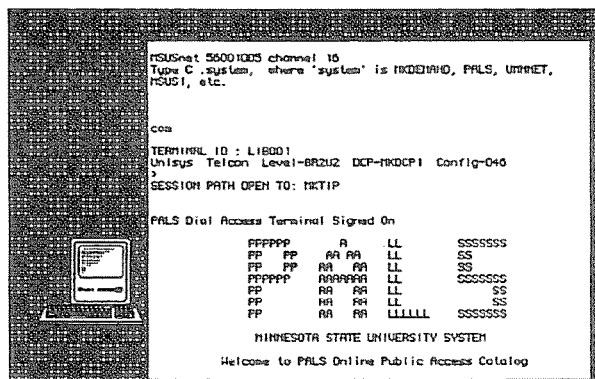 MSUSnet 56001005 channel 16
Type C .system, where 'system' is MKDEMAND, PALS, UMNNET,
MSUS1, etc.
com
TERMINAL ID : LIB001
Unisys Telcon Level-8R2U2 DCP-MKDCP1 Config-046
>
SESSION PATH OPEN TO: MKTIP
PALS Dial Access Terminal Signed On
PPPPPP A LL SSSSSSS
PP PP AA AA LL SS
PP PP AA AA LL SS
PPPPPP AAAAAAA LL SSSSSSS
PP AA AA LL SS
PP AA AA LL SS
PP AA AA LLLLLL SSSSSSS
MINNESOTA STATE UNIVERSITY SYSTEM
Welcome to PALS Online Public Access Catalog